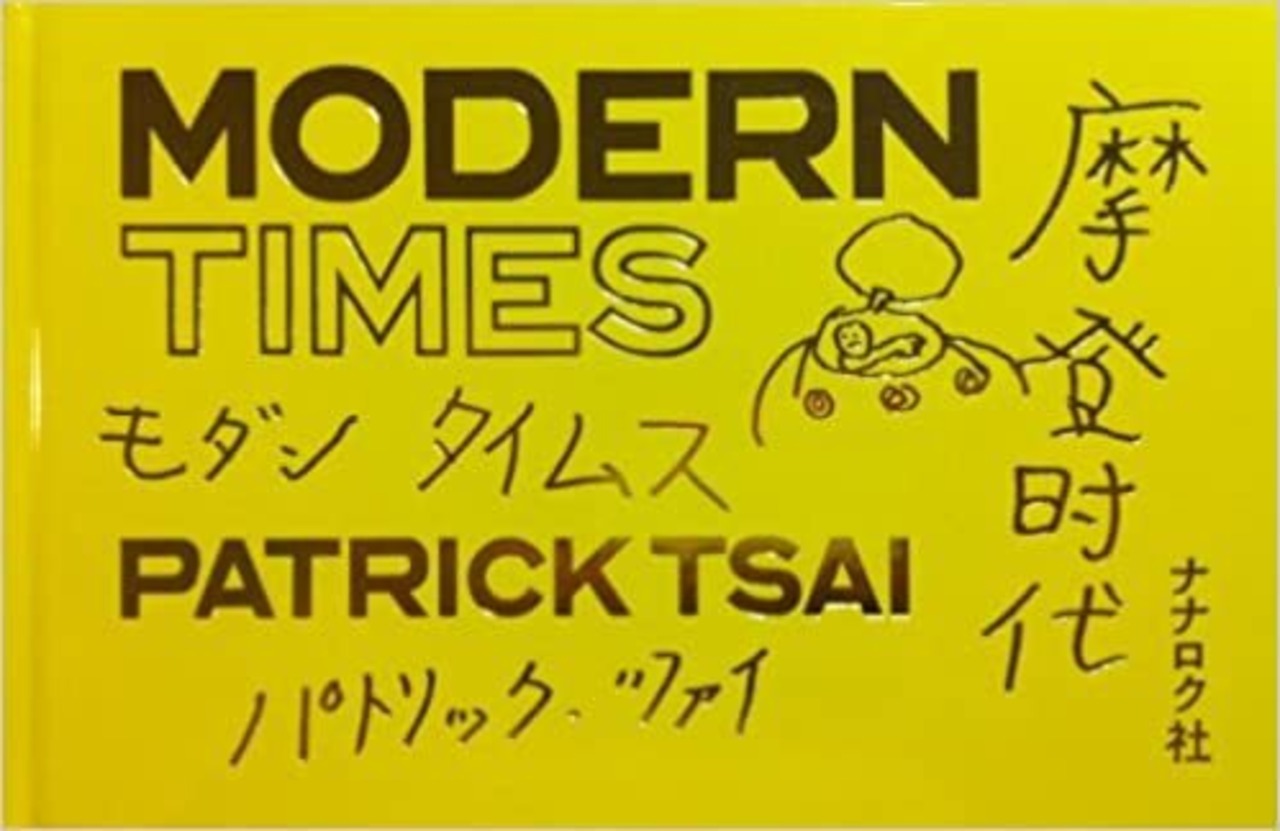 MODERN
TIMES
モダン タイムス
PATRICK TSAI
パトリック・ツァイ
摩登时代
ナナロク社